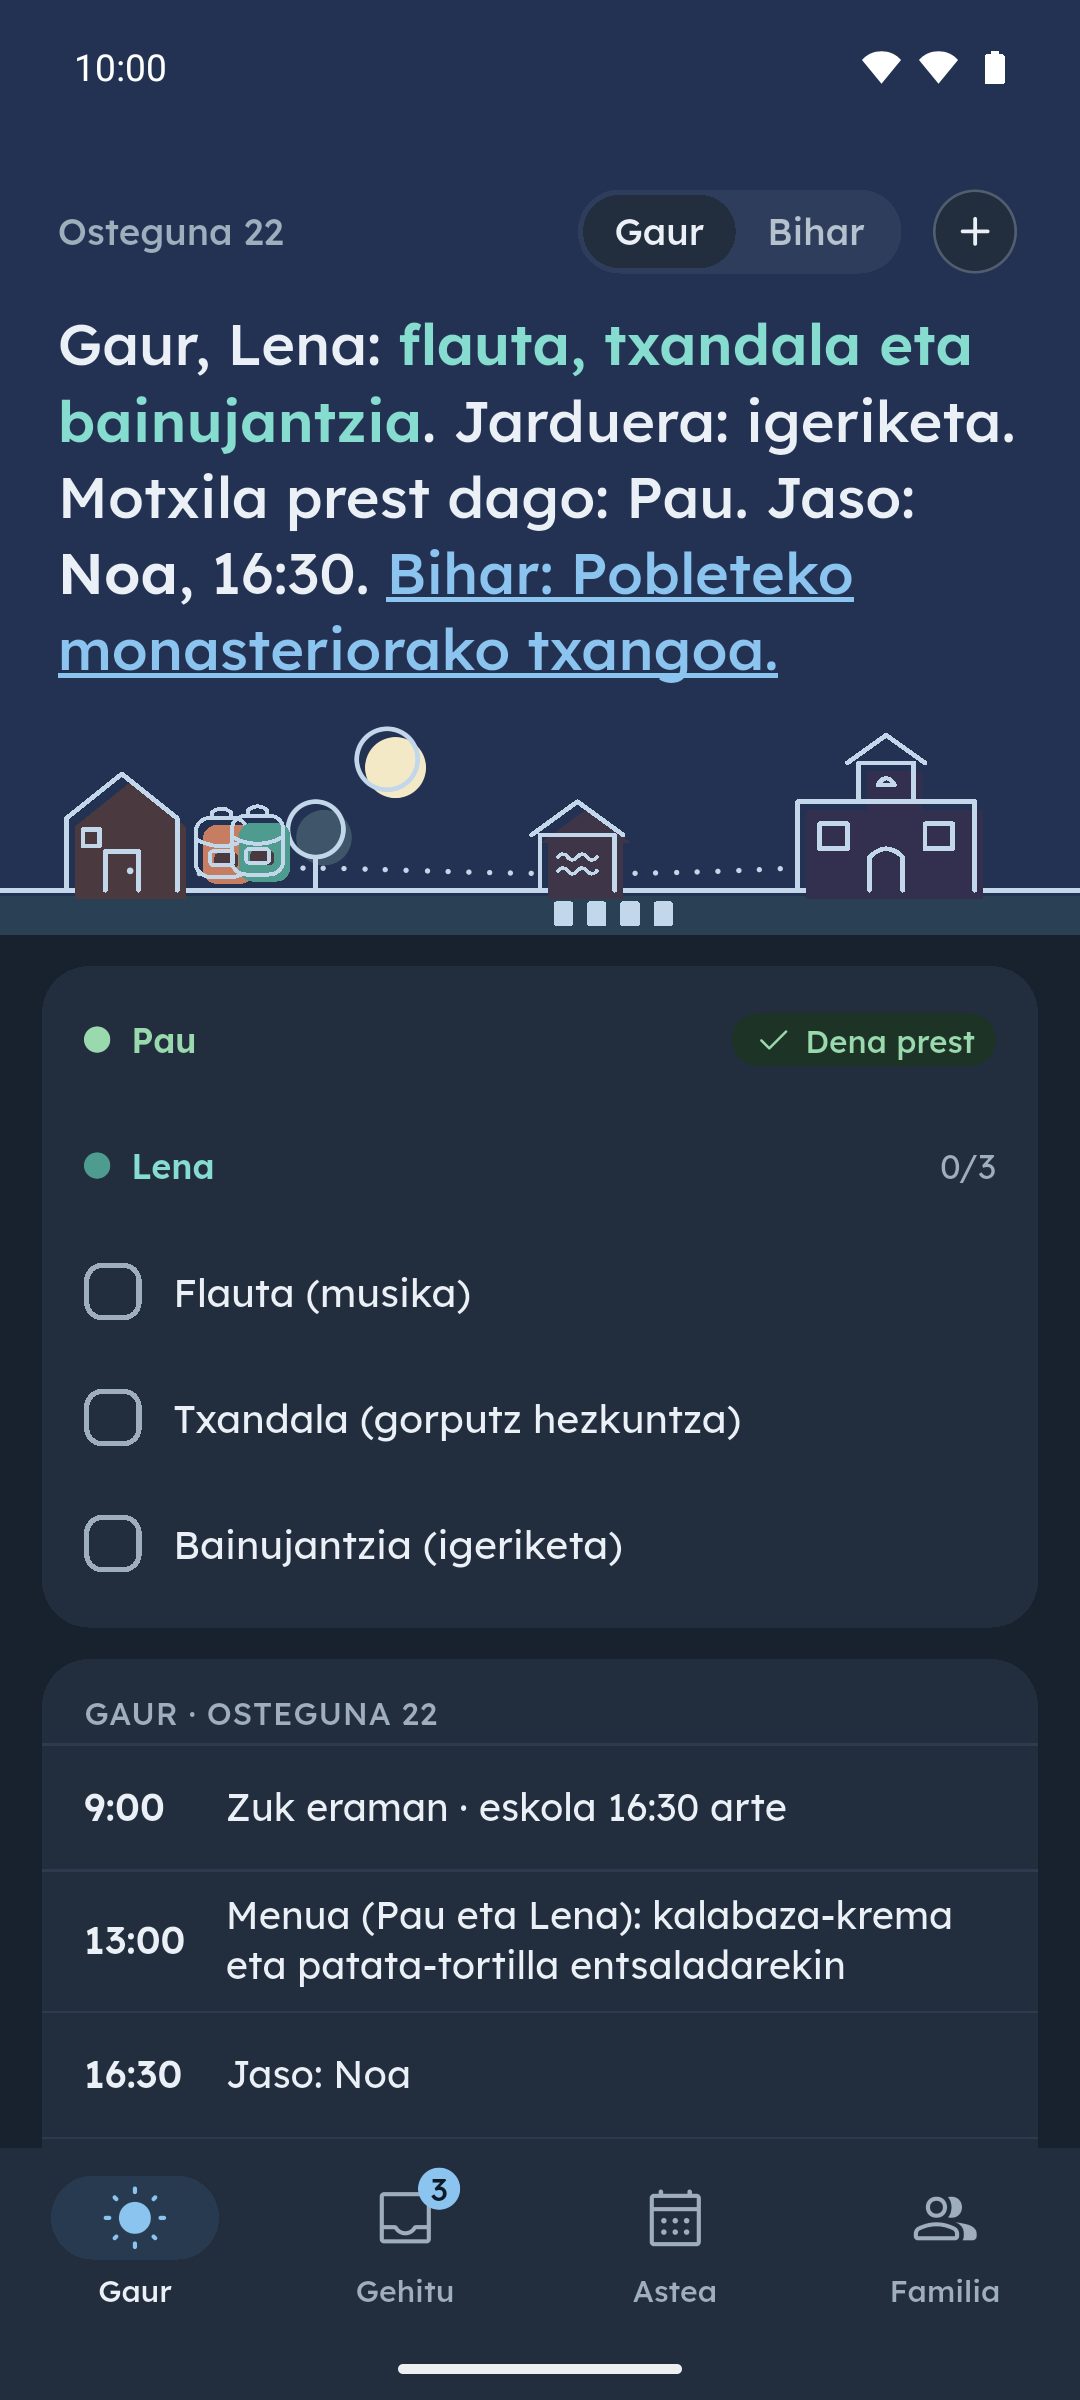 10:00
Osteguna 22
Gaur
Bihar
Gaur, Lena: flauta, txandala eta
bainujantzia. Jarduera: igeriketa.
Motxila prest dago: Pau. Jaso:
Noa, 16:30. Bihar: Pobleteko
monasteriorako txangoa.
Pau
Dena prest
Lena
0/3
Flauta (musika)
Txandala (gorputz hezkuntza)
Bainujantzia (igeriketa)
GAUR · OSTEGUNA 22
9:00
Zuk eraman · eskola 16:30 arte
13:00
Menua (Pau eta Lena): kalabaza-krema
eta patata-tortilla entsaladarekin
16:30
Jaso: Noa
3
Gaur
Gehitu
Astea
Familia